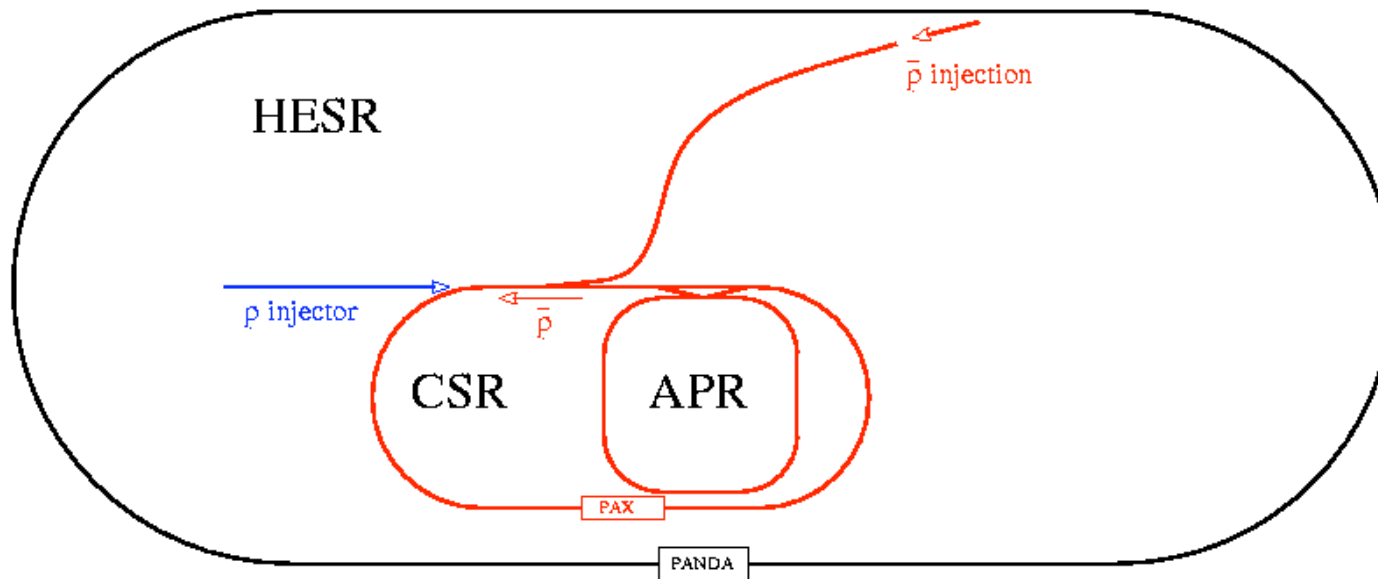 p̄ injection
HESR
p injector
p̄
CSR
APR
PAX
PANDA